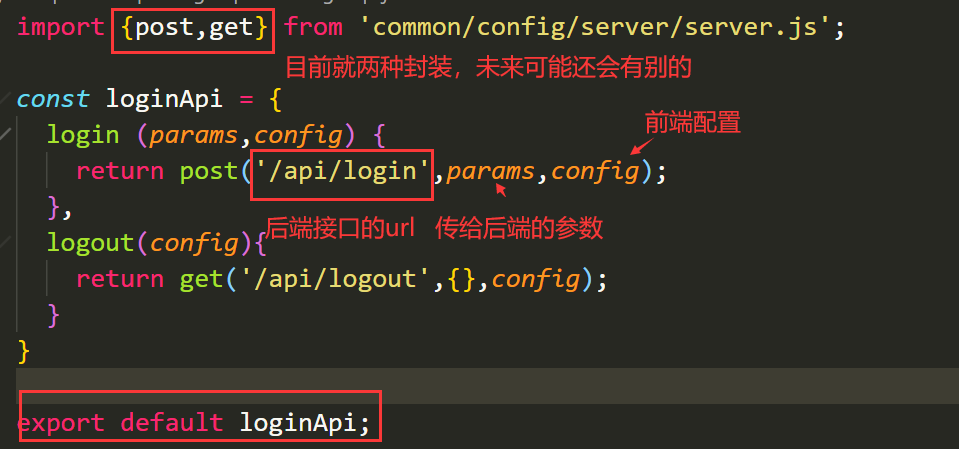 import {post,get} from 'common/config/server/server.js';
目前就两种封装，未来可能还会有别的
const loginApi = {
前端配置
login (params,config) {
return post('/api/login',params,config);
},
后端接口的url 传给后端的参数
logout(config){
return get('/api/logout',{},config);
}
}
export default loginApi;